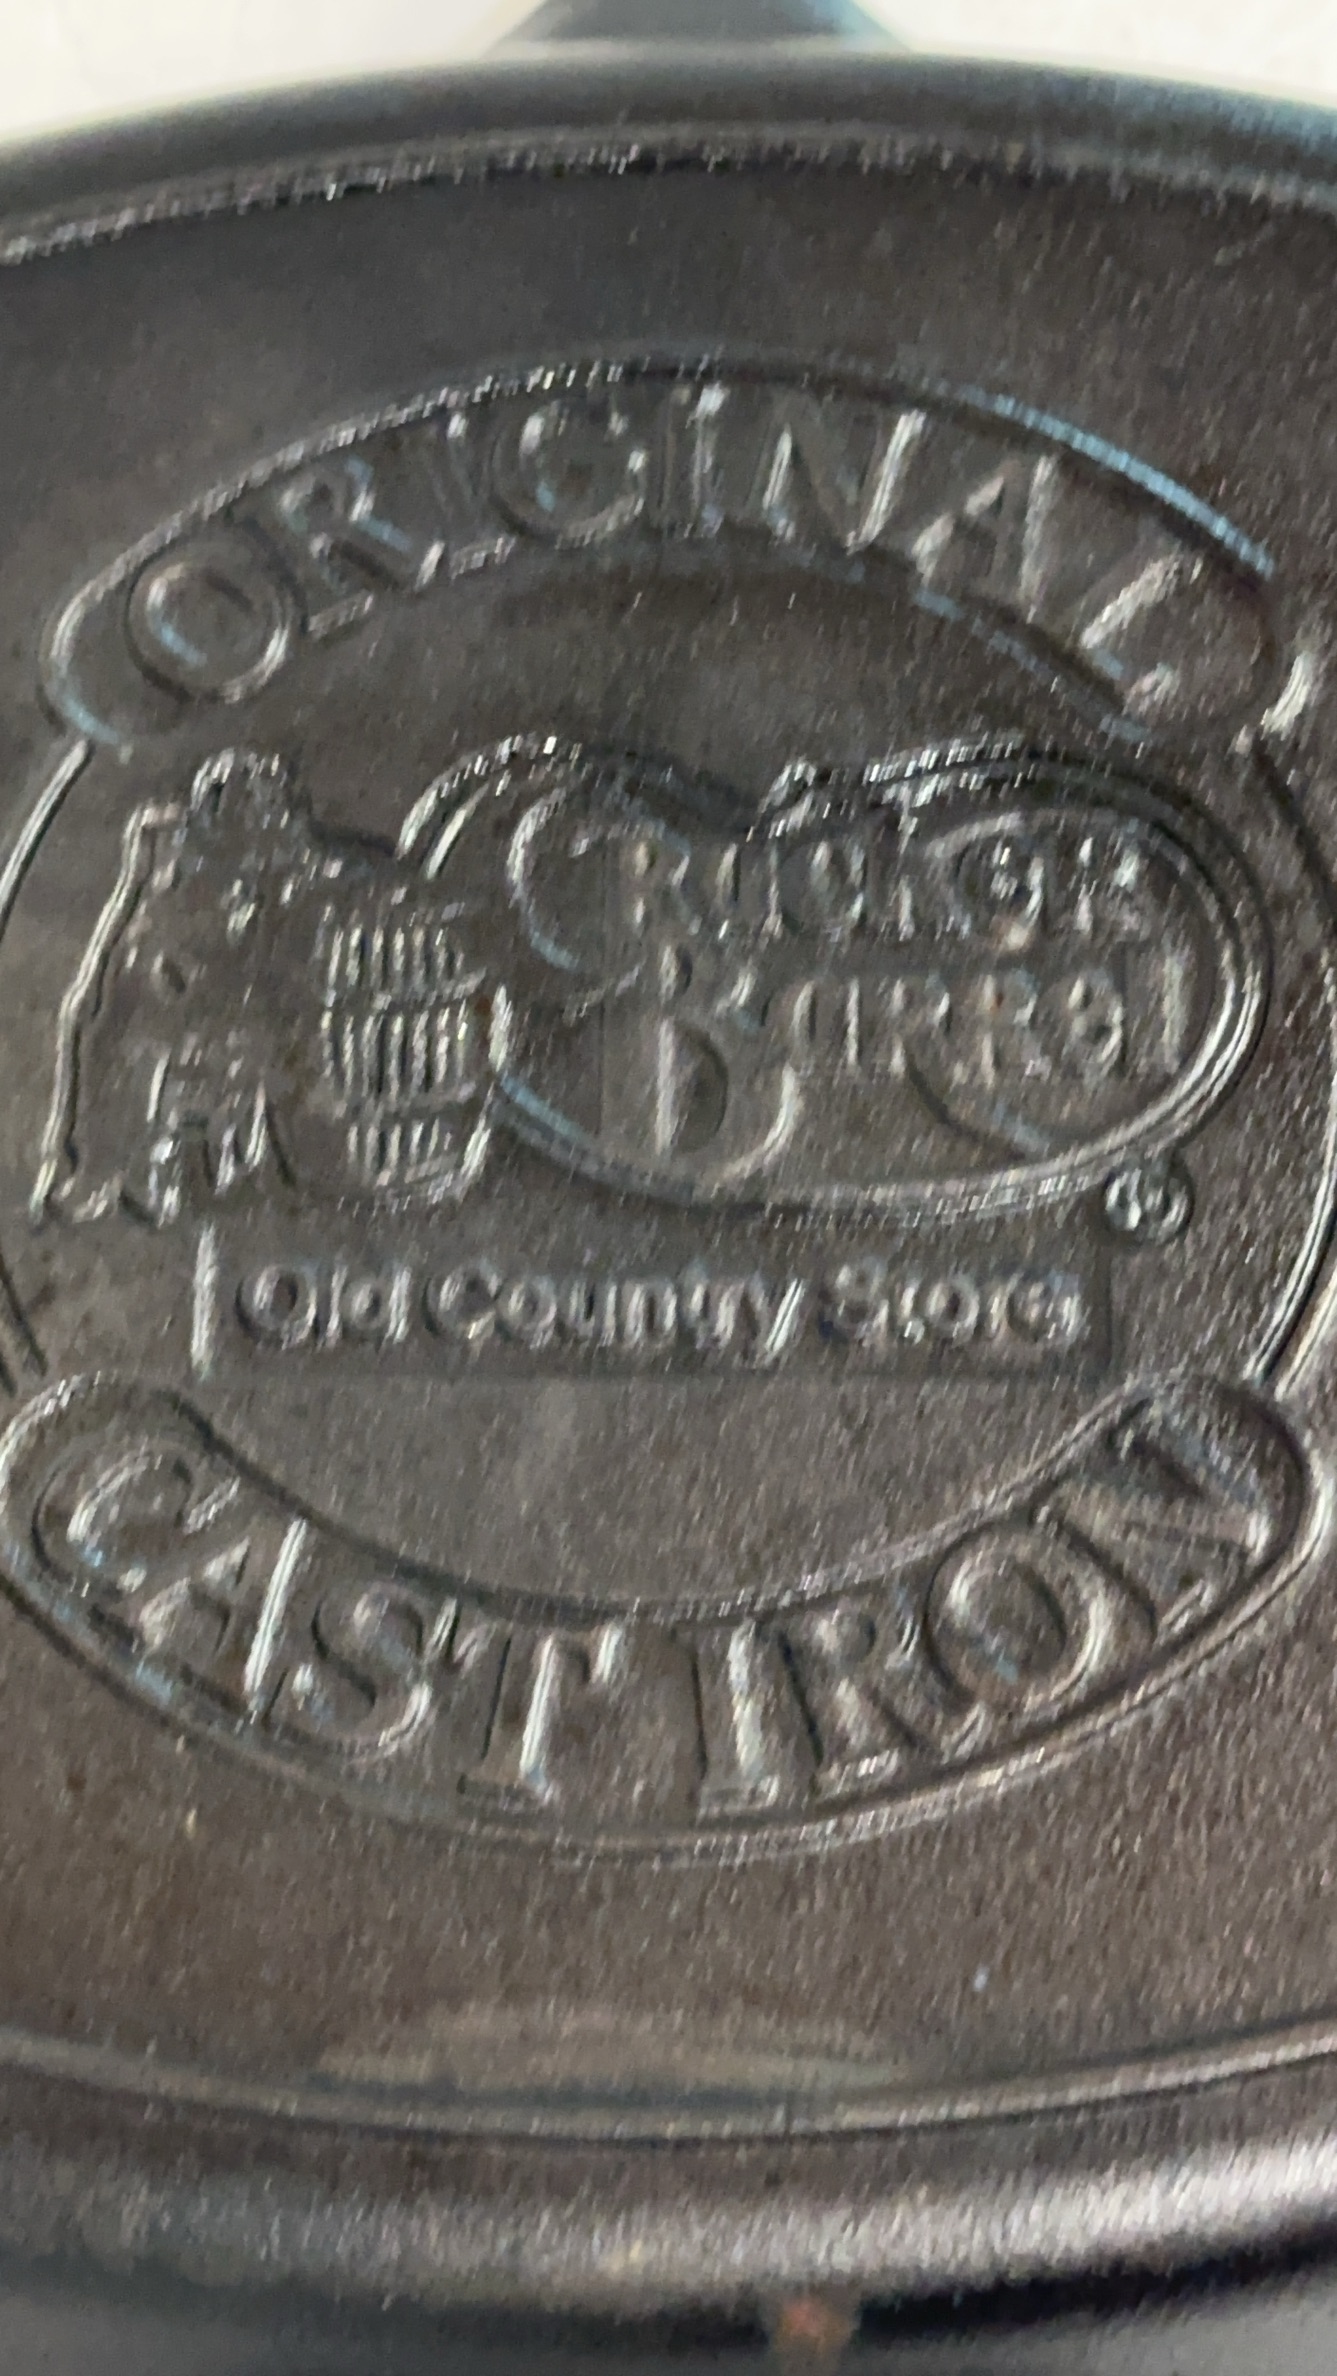 ORIGINAL
CRACKER
BARREL
®
Old Country Store
CAST IRON